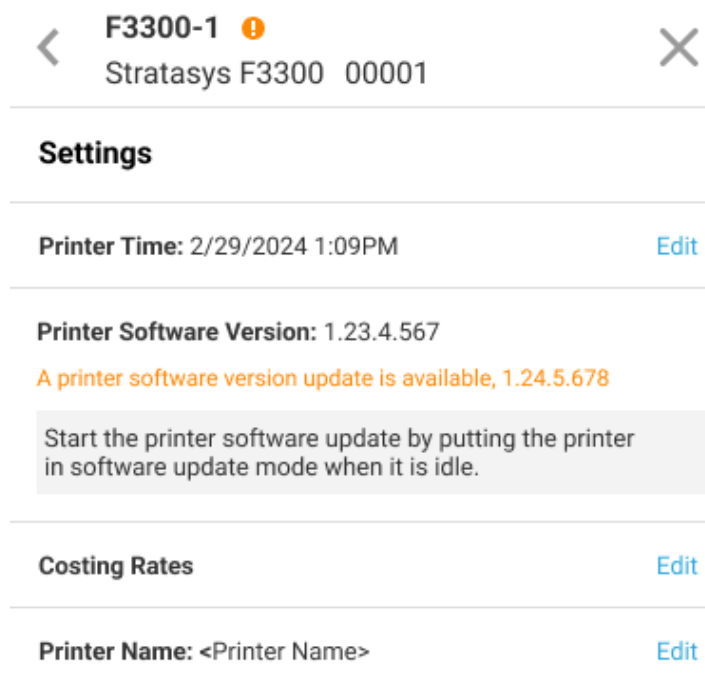 F3300-1
Stratasys F3300 00001
Settings
Printer Time: 2/29/2024 1:09PM Edit
Printer Software Version: 1.23.4.567
A printer software version update is available, 1.24.5.678
Start the printer software update by putting the printer
in software update mode when it is idle.
Costing Rates Edit
Printer Name: <Printer Name> Edit